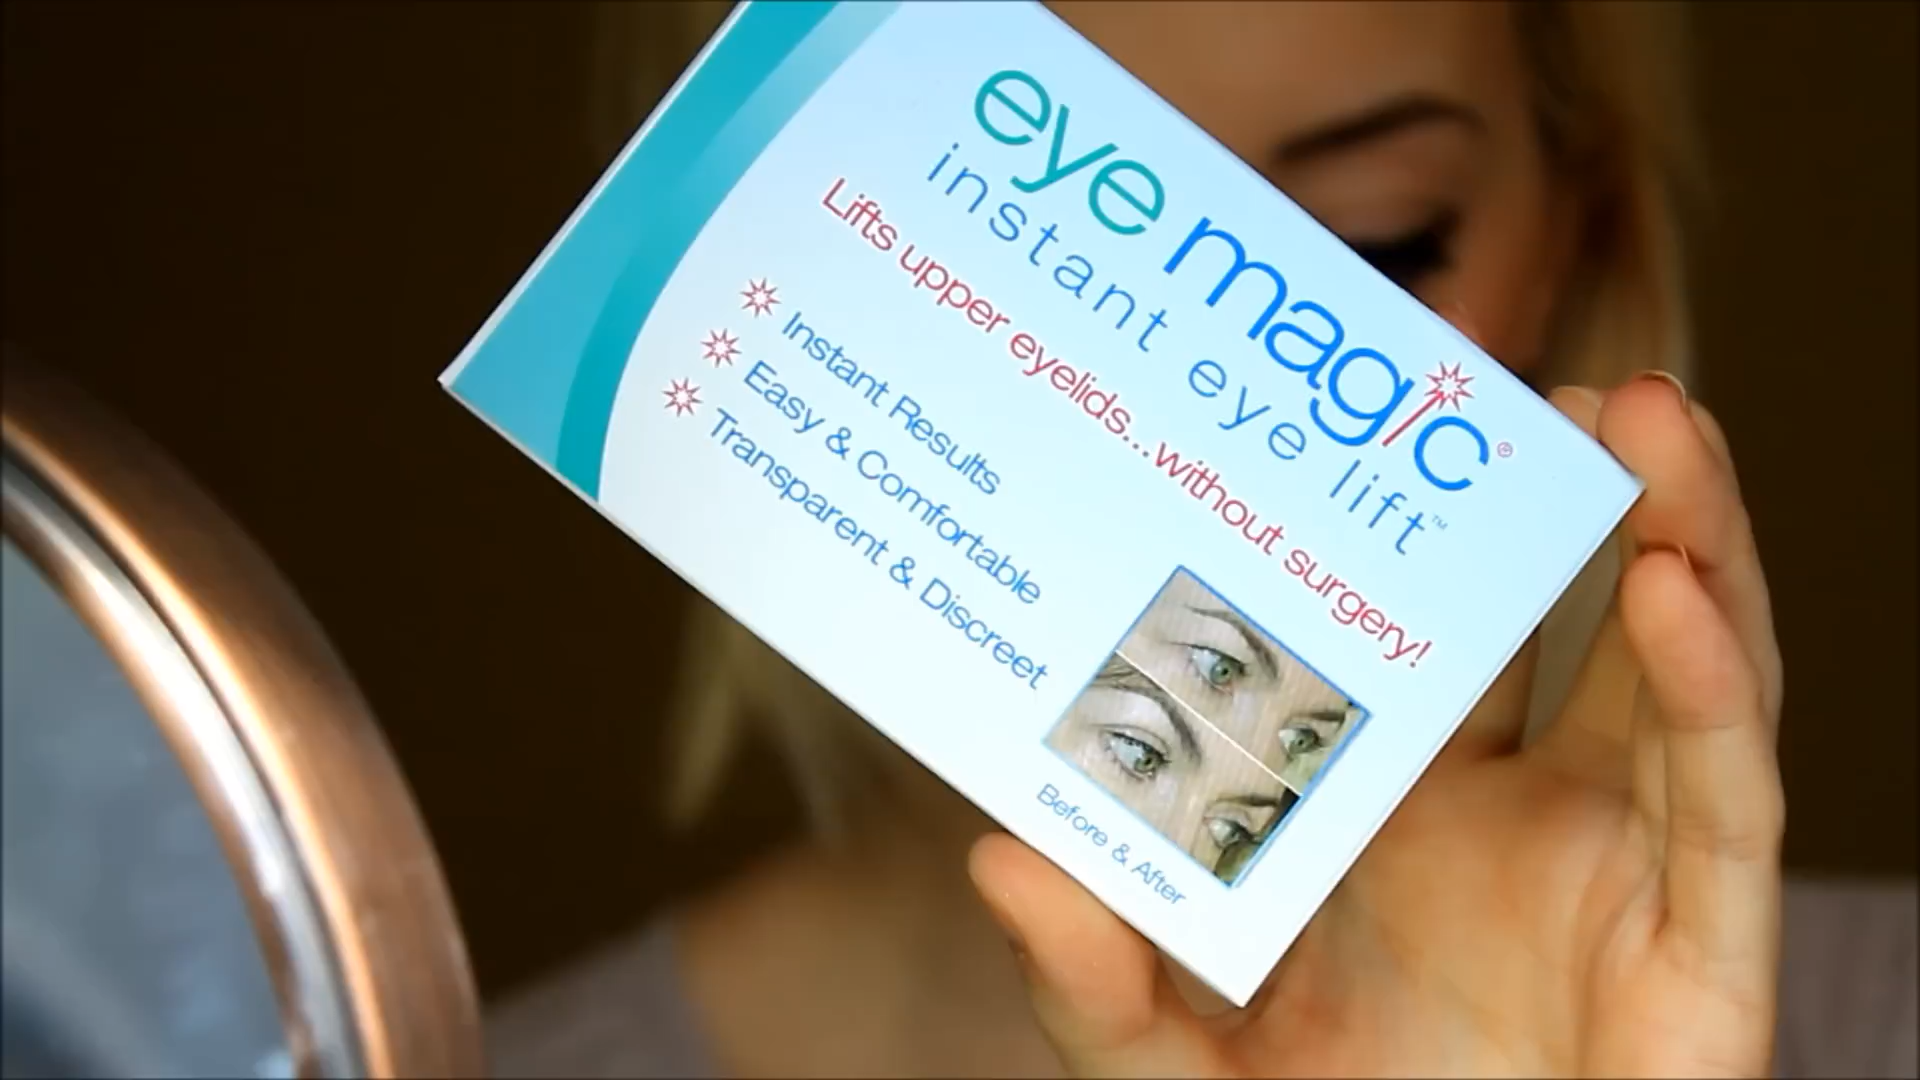 eye magic®
instant eye lift™
Lifts upper eyelids...without surgery!
Instant Results
Easy & Comfortable
Transparent & Discreet
Before & After